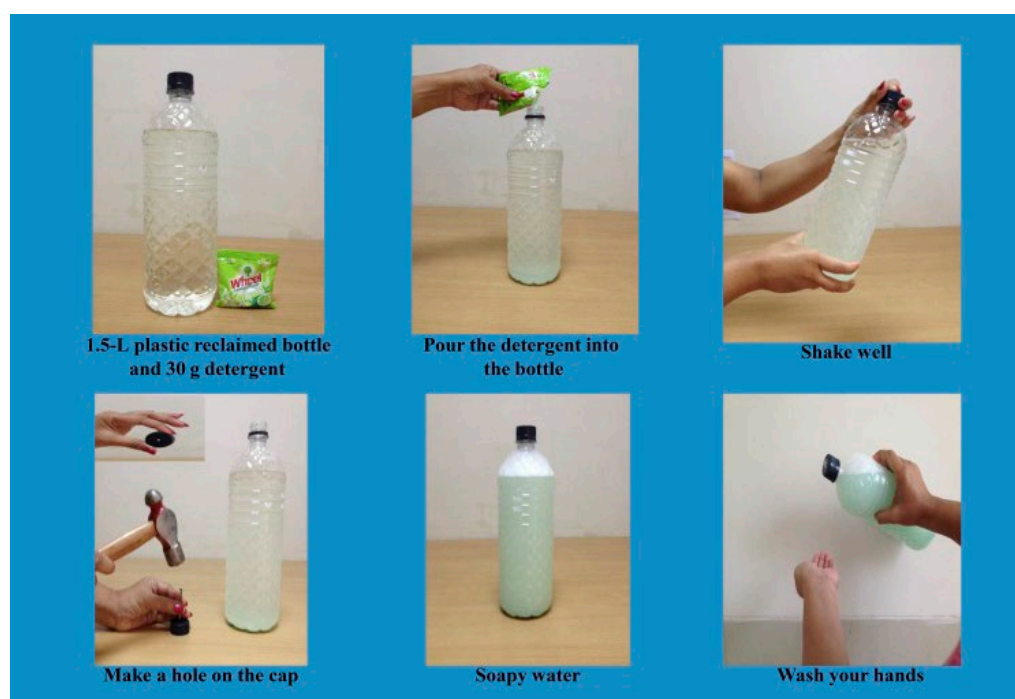 Wheel
1.5-L plastic reclaimed bottle
and 30 g detergent
Pour the detergent into
the bottle
Shake well
Make a hole on the cap
Soapy water
Wash your hands